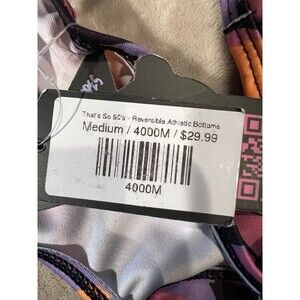 That's So 90's - Reversible Athletic Bottoms
Medium / 4000M / $29.99
4000M